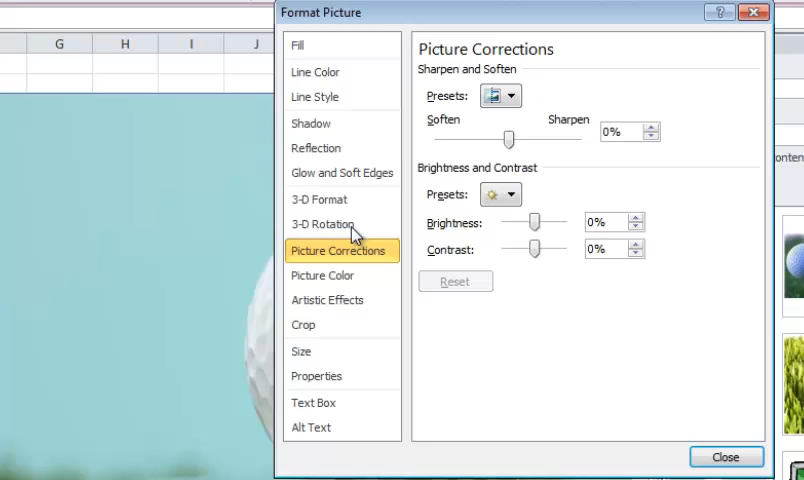 Format Picture
?
G H I J
Fill
Line Color
Line Style
Shadow
Reflection
Glow and Soft Edges
3-D Format
3-D Rotation
Picture Corrections
Picture Color
Artistic Effects
Crop
Size
Properties
Text Box
Alt Text
Picture Corrections
Sharpen and Soften
Presets:
Soften Sharpen
0%
Brightness and Contrast
Presets:
Brightness: 0%
Contrast: 0%
Reset
Close